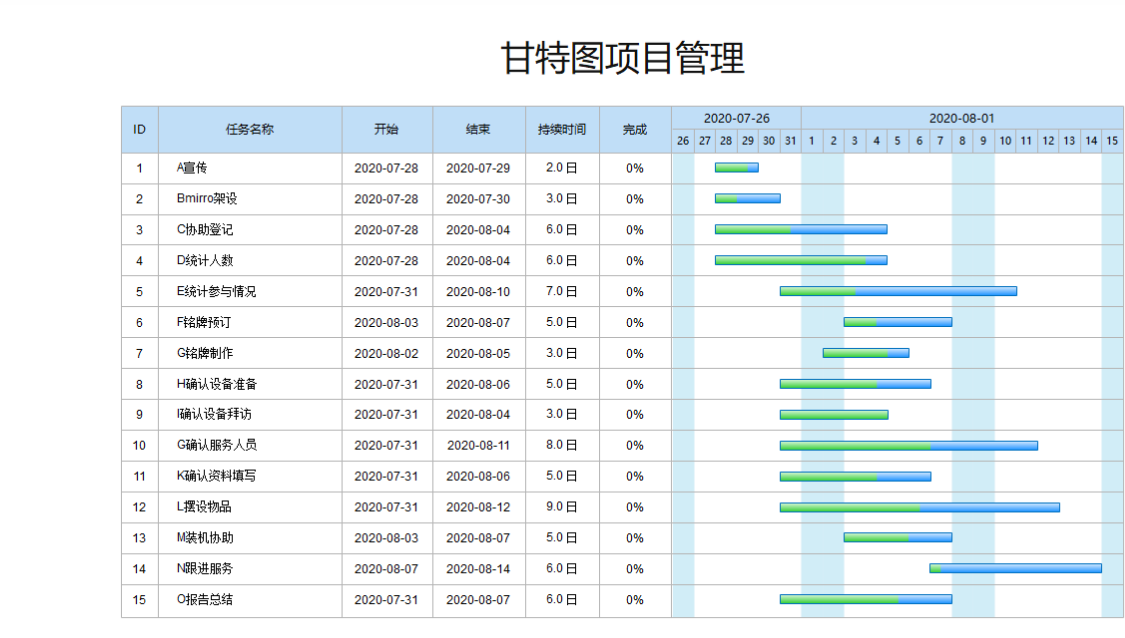 甘特图项目管理
ID 任务名称 开始 结束 持续时间 完成 2020-07-26 2020-08-01
26 27 28 29 30 31 1 2 3 4 5 6 7 8 9 10 11 12 13 14 15
1 A宣传 2020-07-28 2020-07-29 2.0 日 0%
2 Bmirro架设 2020-07-28 2020-07-30 3.0 日 0%
3 C协助登记 2020-07-28 2020-08-04 6.0 日 0%
4 D统计人数 2020-07-28 2020-08-04 6.0 日 0%
5 E统计参与情况 2020-07-31 2020-08-10 7.0 日 0%
6 F铭牌预订 2020-08-03 2020-08-07 5.0 日 0%
7 G铭牌制作 2020-08-02 2020-08-05 3.0 日 0%
8 H确认设备准备 2020-07-31 2020-08-06 5.0 日 0%
9 I确认设备拜访 2020-07-31 2020-08-04 3.0 日 0%
10 G确认服务人员 2020-07-31 2020-08-11 8.0 日 0%
11 K确认资料填写 2020-07-31 2020-08-06 5.0 日 0%
12 L摆设物品 2020-07-31 2020-08-12 9.0 日 0%
13 M装机协助 2020-08-03 2020-08-07 5.0 日 0%
14 N跟进服务 2020-08-07 2020-08-14 6.0 日 0%
15 O报告总结 2020-07-31 2020-08-07 6.0 日 0%